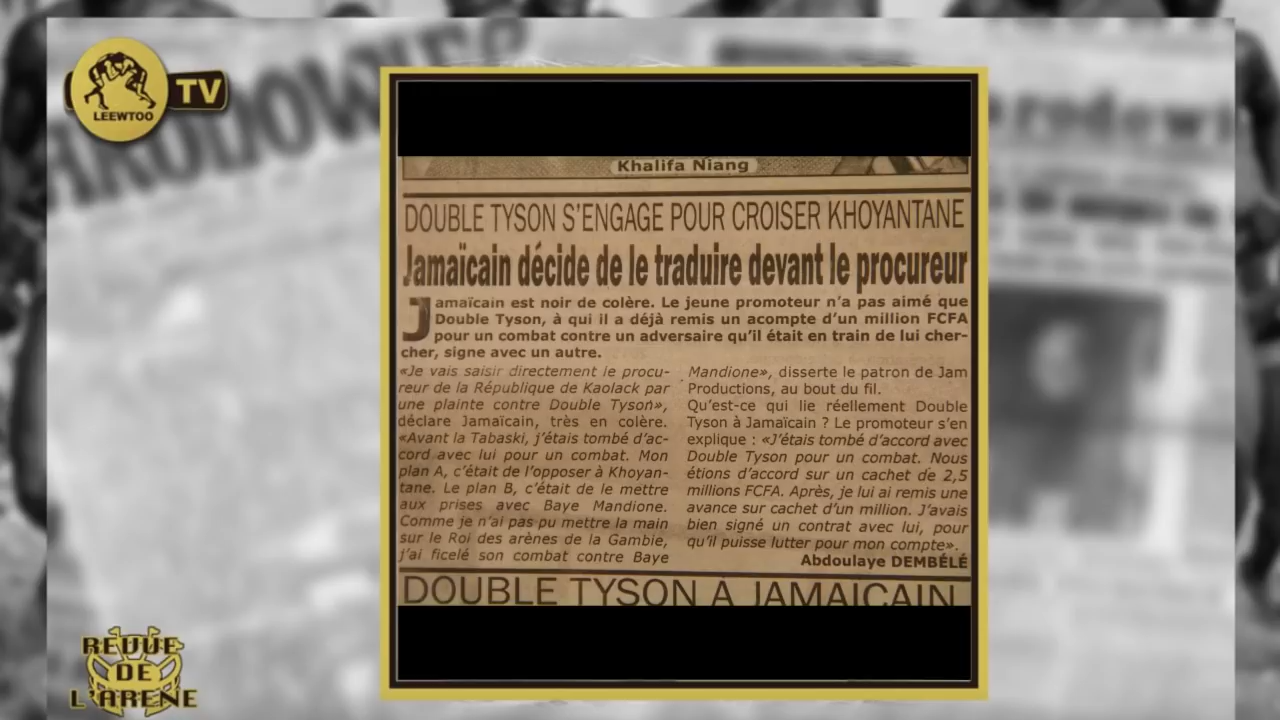 LEEWTOO
TV
Khalifa Niang
DOUBLE TYSON S'ENGAGE POUR CROISER KHOYANTANE
Jamaïcain décide de le traduire devant le procureur
Jamaïcain est noir de colère. Le jeune promoteur n'a pas aimé que
Double Tyson, à qui il a déjà remis un acompte d'un million FCFA
pour un combat contre un adversaire qu'il était en train de lui cher-
cher, signe avec un autre.
«Je vais saisir directement le procu-
reur de la République de Kaolack par
une plainte contre Double Tyson»,
déclare Jamaïcain, très en colère.
«Avant la Tabaski, j'étais tombé d'ac-
cord avec lui pour un combat. Mon
plan A, c'était de l'opposer à Khoyan-
tane. Le plan B, c'était de le mettre
aux prises avec Baye Mandione.
Comme je n'ai pas pu mettre la main
sur le Roi des arènes de la Gambie,
j'ai ficelé son combat contre Baye
Mandione», disserte le patron de Jam
Productions, au bout du fil.
Qu'est-ce qui lie réellement Double
Tyson à Jamaïcain ? Le promoteur s'en
explique : «J'étais tombé d'accord avec
Double Tyson pour un combat. Nous
étions d'accord sur un cachet de 2,5
millions FCFA. Après, je lui ai remis une
avance sur cachet d'un million. J'avais
bien signé un contrat avec lui, pour
qu'il puisse lutter pour mon compte».
Abdoulaye DEMBÉLÉ
DOUBLE TYSON A JAMAICAIN
REVUE
DE
L'ARENE